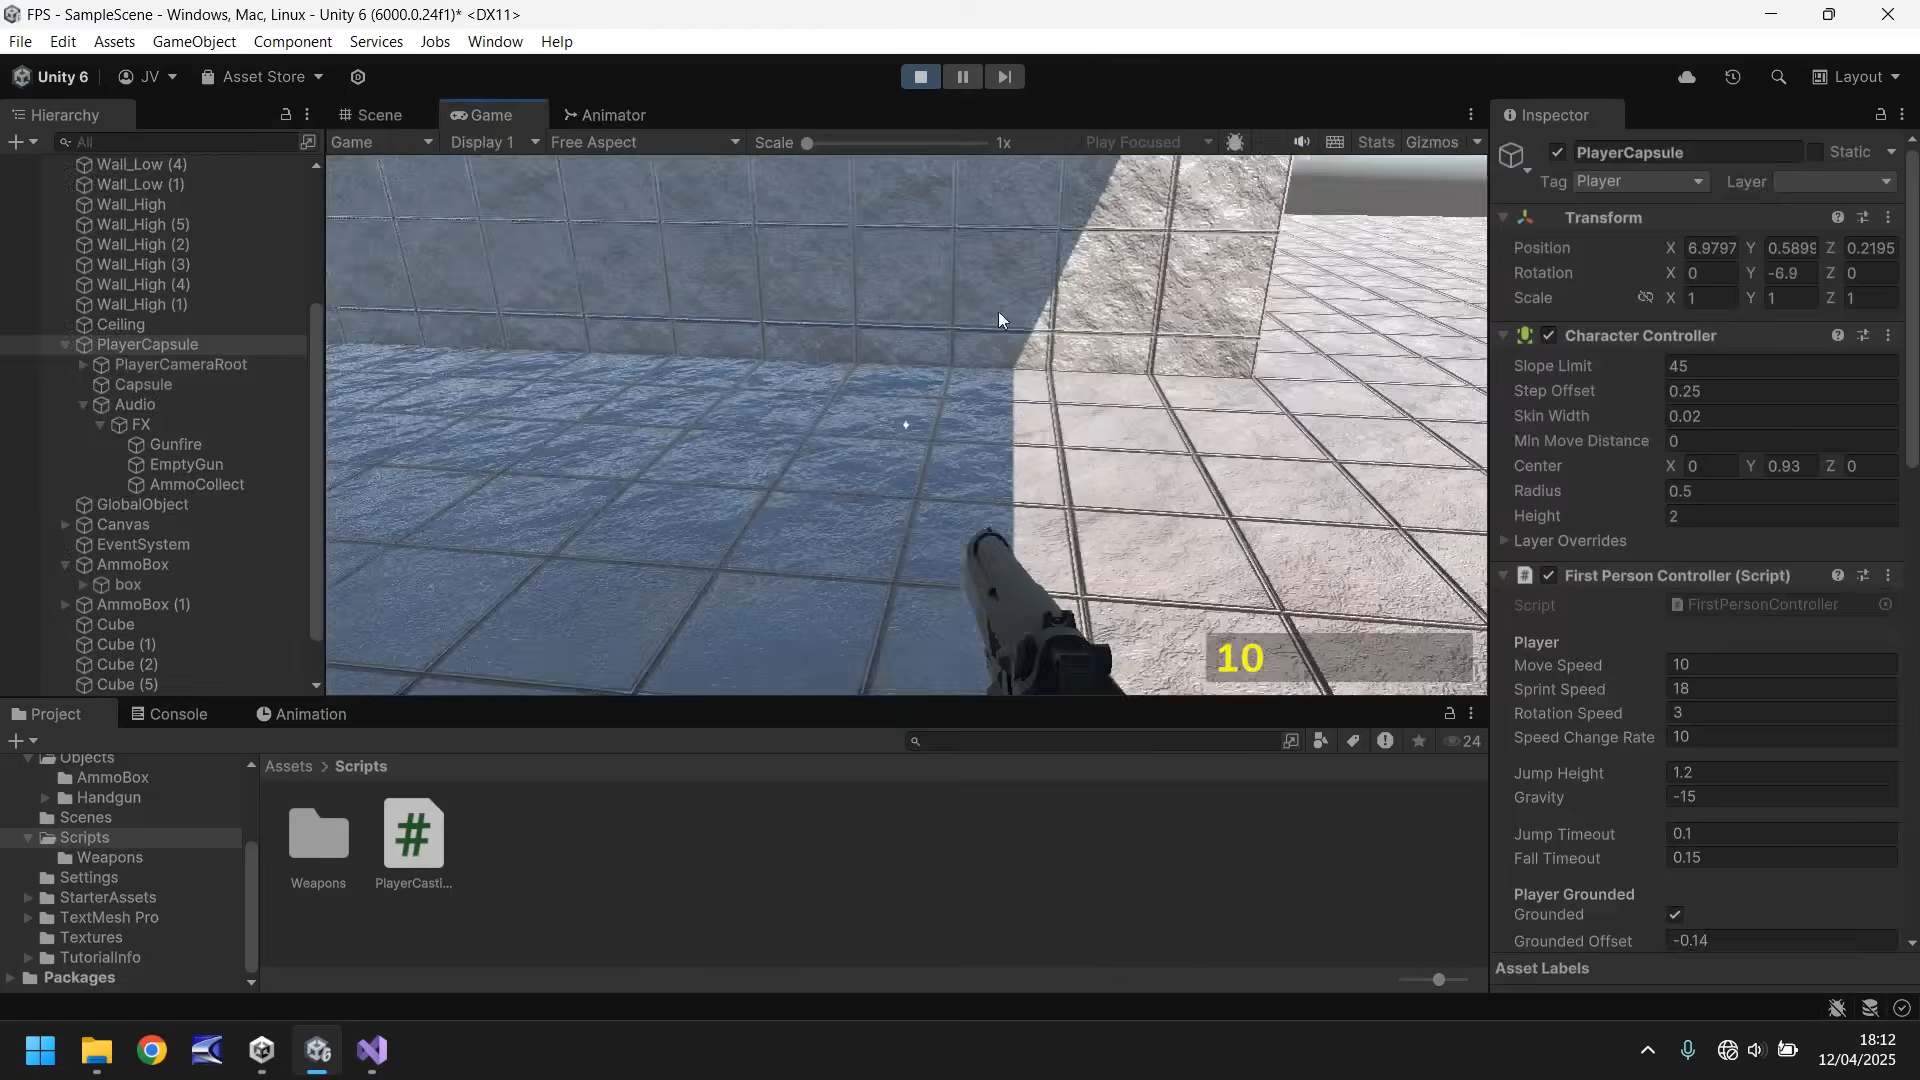 FPS - SampleScene - Windows, Mac, Linux - Unity 6 (6000.0.24f1)* <DX11>
File Edit Assets GameObject Component Services Jobs Window Help
Unity 6 JV Asset Store Layout
Hierarchy Scene Game Animator Inspector
All Game Display 1 Free Aspect Scale 1x Play Focused Stats Gizmos
Wall_Low (4)
Wall_Low (1)
Wall_High
Wall_High (5)
Wall_High (2)
Wall_High (3)
Wall_High (4)
Wall_High (1)
Ceiling
PlayerCapsule
PlayerCameraRoot
Capsule
Audio
FX
Gunfire
EmptyGun
AmmoCollect
GlobalObject
Canvas
EventSystem
AmmoBox
box
AmmoBox (1)
Cube
Cube (1)
Cube (2)
Cube (5)
10
PlayerCapsule Static
Tag Player Layer
Transform
Position X 6.9797 Y 0.5899 Z 0.2195
Rotation X 0 Y -6.9 Z 0
Scale X 1 Y 1 Z 1
Character Controller
Slope Limit 45
Step Offset 0.25
Skin Width 0.02
Min Move Distance 0
Center X 0 Y 0.93 Z 0
Radius 0.5
Height 2
Layer Overrides
# First Person Controller (Script)
Script FirstPersonController
Player
Move Speed 10
Sprint Speed 18
Rotation Speed 3
Speed Change Rate 10
Jump Height 1.2
Gravity -15
Jump Timeout 0.1
Fall Timeout 0.15
Player Grounded
Grounded
Grounded Offset -0.14
Asset Labels
Project Console Animation
24
Objects
AmmoBox
Handgun
Scenes
Scripts
Weapons
Settings
StarterAssets
TextMesh Pro
Textures
TutorialInfo
Packages
Assets > Scripts
#
Weapons PlayerCasti...
6
18:12
12/04/2025